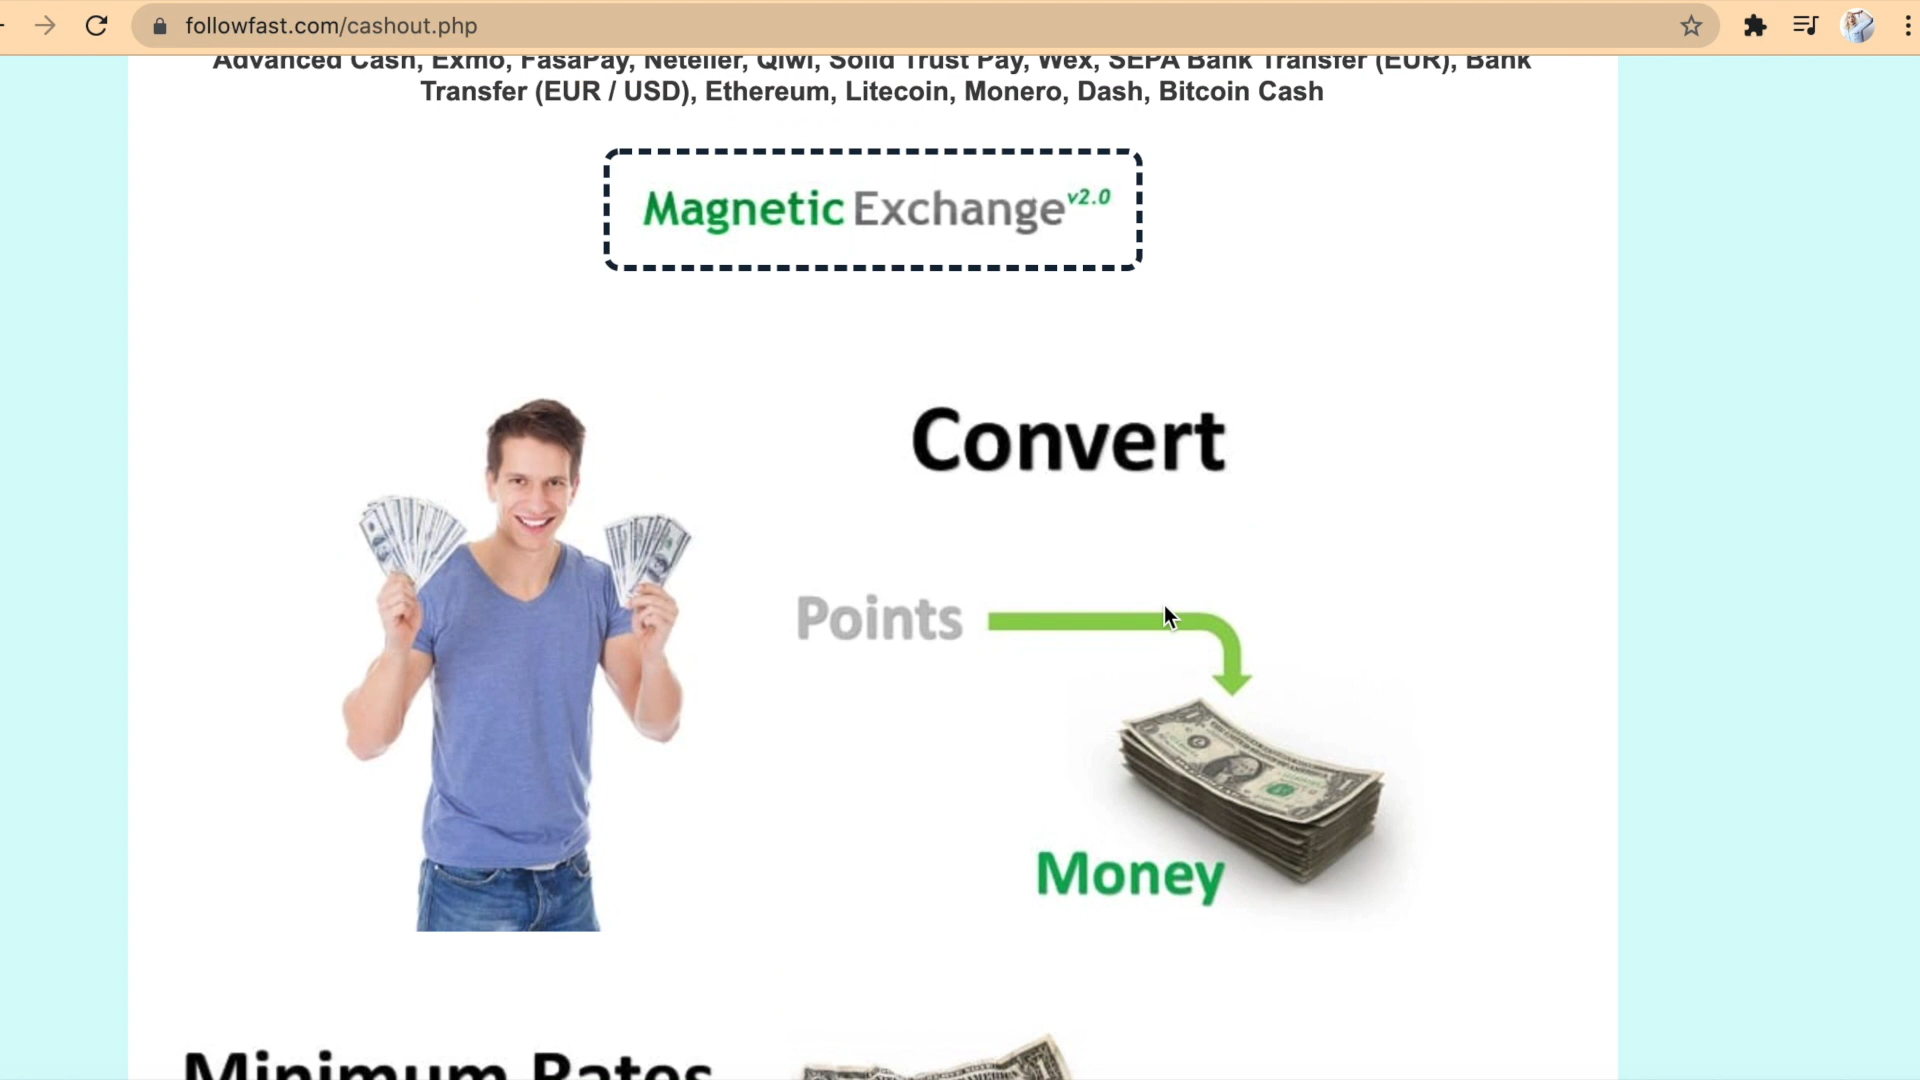 followfast.com/cashout.php
Advanced Cash, Exmo, FasaPay, Neteller, Qiwi, Solid Trust Pay, Wex, SEPA Bank Transfer (EUR), Bank
Transfer (EUR / USD), Ethereum, Litecoin, Monero, Dash, Bitcoin Cash
Magnetic Exchange v2.0
Convert
Points
Money
Minimum Rates